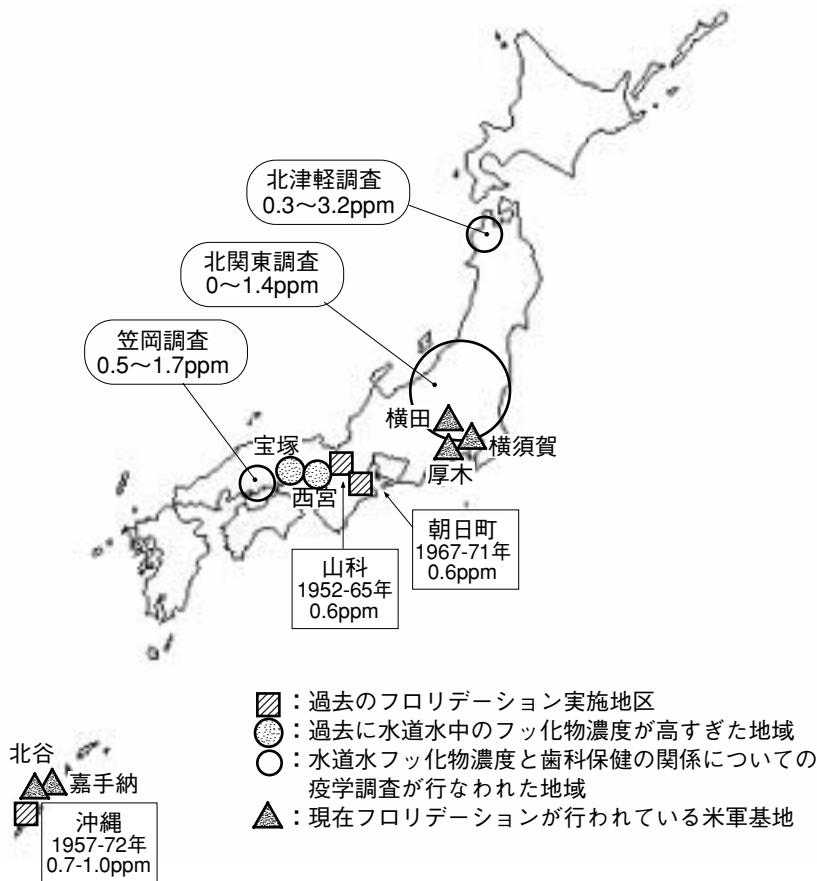 北津軽調査
0.3〜3.2ppm
北関東調査
0〜1.4ppm
笠岡調査
0.5〜1.7ppm
横田
横須賀
厚木
宝塚
西宮
朝日町
1967-71年
0.6ppm
山科
1952-65年
0.6ppm
北谷
嘉手納
沖縄
1957-72年
0.7-1.0ppm
：過去のフロリデーション実施地区
：過去に水道水中のフッ化物濃度が高すぎた地域
：水道水フッ化物濃度と歯科保健の関係についての
疫学調査が行なわれた地域
：現在フロリデーションが行われている米軍基地